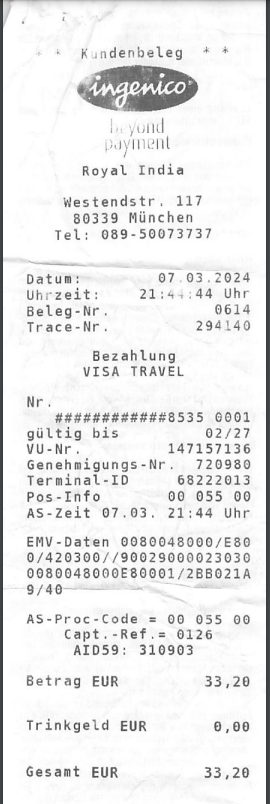 * * Kundenbeleg * *
ingenico
beyond
payment
Royal India
Westendstr. 117
80339 München
Tel: 089-50073737
Datum: 07.03.2024
Uhrzeit: 21:44:44 Uhr
Beleg-Nr. 0614
Trace-Nr. 294140
Bezahlung
VISA TRAVEL
Nr.
############8535 0001
gültig bis 02/27
VU-Nr. 147157136
Genehmigungs-Nr. 720980
Terminal-ID 68222013
Pos-Info 00 055 00
AS-Zeit 07.03. 21:44 Uhr
EMV-Daten 0080048000/E80
0/420300//90029000023030
0080048000E80001/2BB021A
9/40
AS-Proc-Code = 00 055 00
Capt.-Ref.= 0126
AID59: 310903
Betrag EUR 33,20
Trinkgeld EUR 0,00
Gesamt EUR 33,20